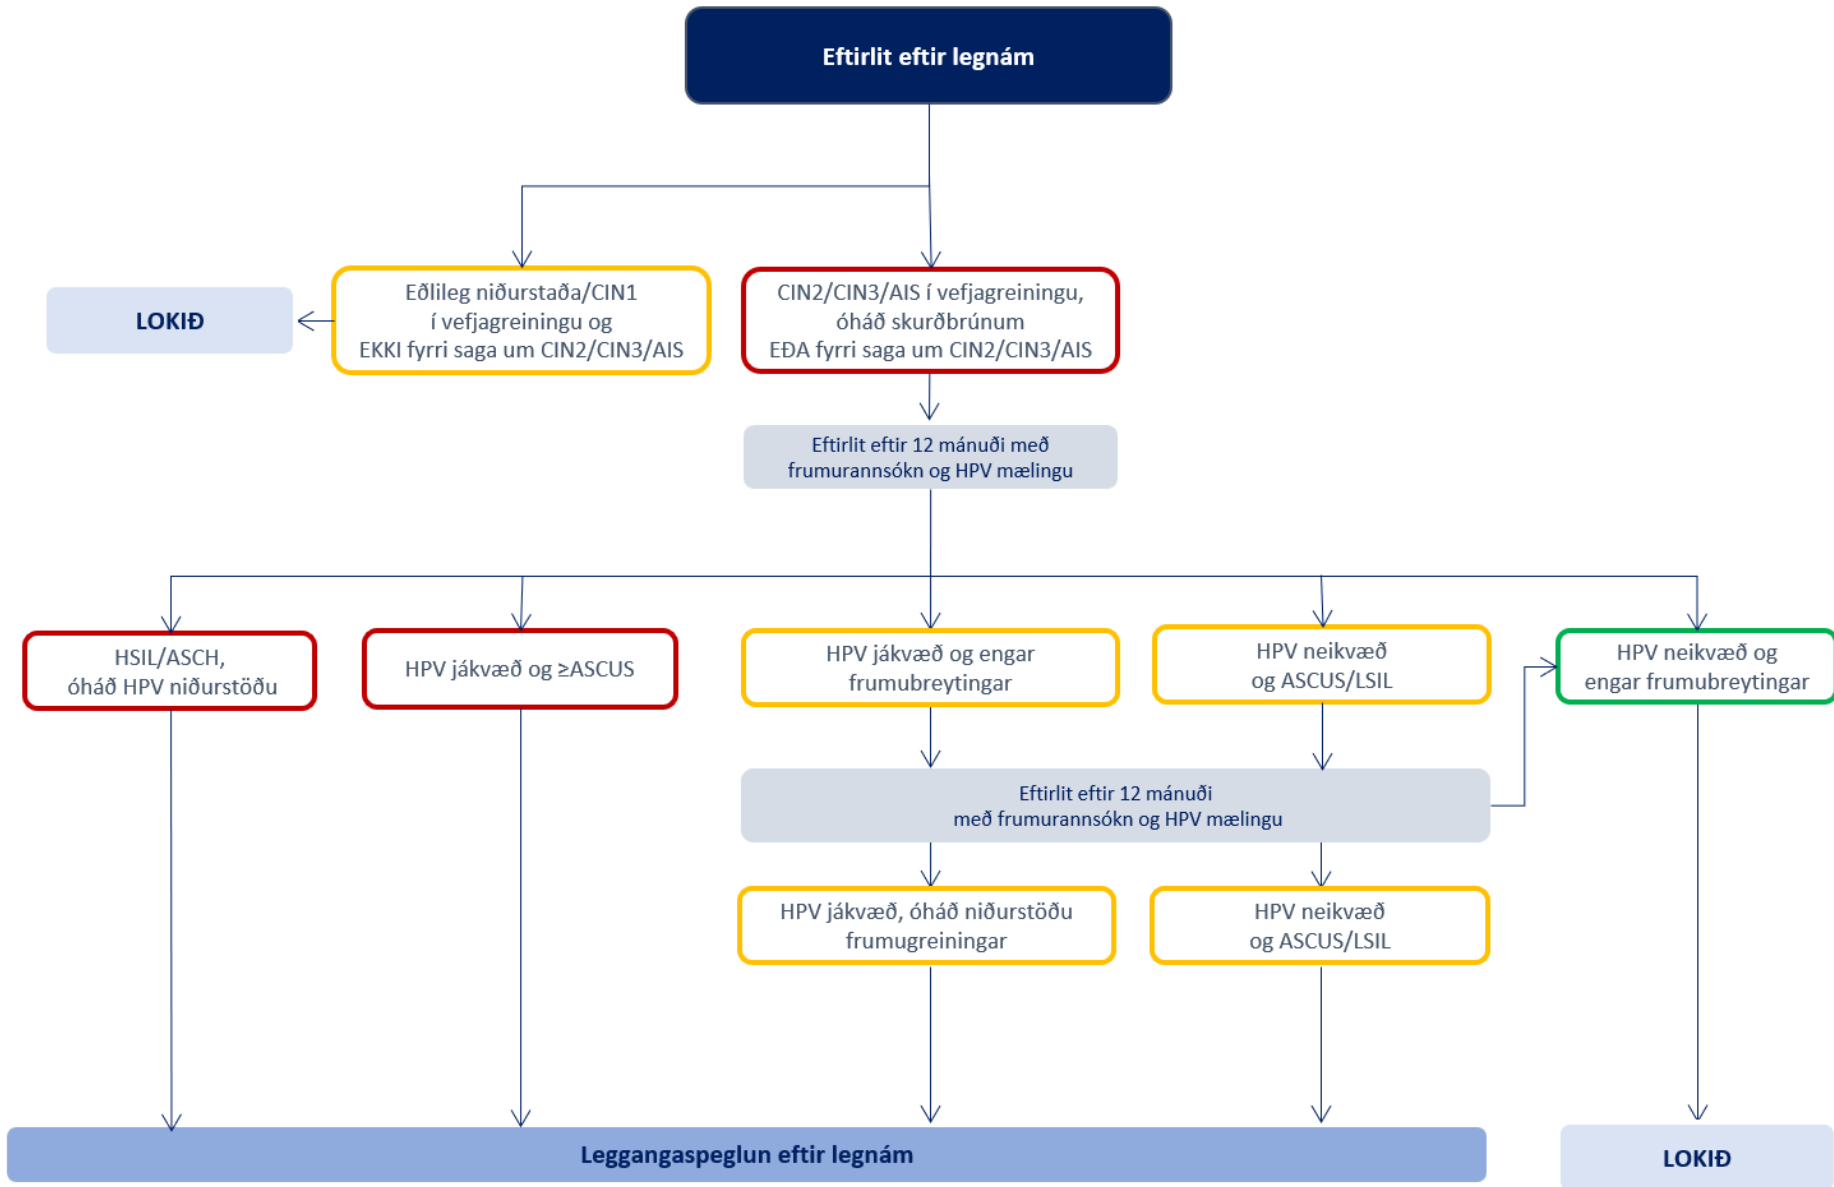 Eftirlit eftir legnám
LOKIÐ
Eðlileg niðurstaða/CIN1
í vefjagreiningu og
EKKI fyrri saga um CIN2/CIN3/AIS
CIN2/CIN3/AIS í vefjagreiningu,
óháð skurðbrúnum
EÐA fyrri saga um CIN2/CIN3/AIS
Eftirlit eftir 12 mánuði með
frumurannsókn og HPV mælingu
HSIL/ASCH,
óháð HPV niðurstöðu
HPV jákvæð og ≥ASCUS
HPV jákvæð og engar
frumubreytingar
HPV neikvæð
og ASCUS/LSIL
HPV neikvæð og
engar frumubreytingar
Eftirlit eftir 12 mánuði
með frumurannsókn og HPV mælingu
HPV jákvæð, óháð niðurstöðu
frumugreiningar
HPV neikvæð
og ASCUS/LSIL
Leggangaspeglun eftir legnám
LOKIÐ